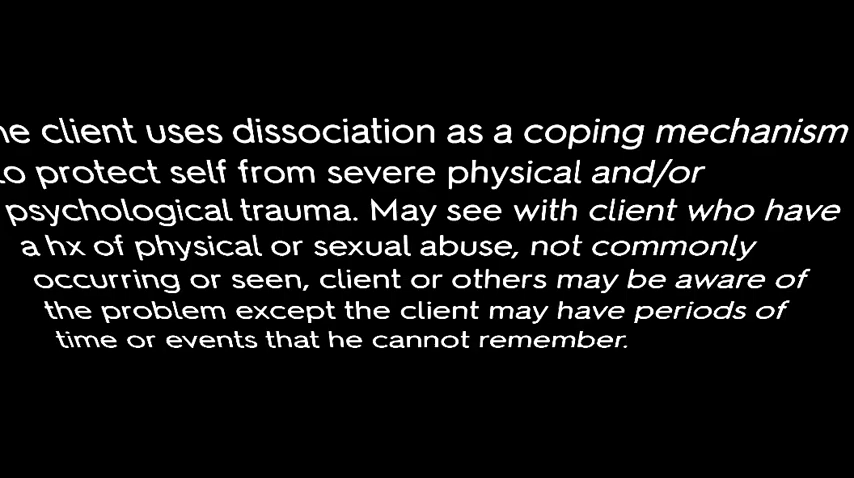 he client uses dissociation as a coping mechanism
to protect self from severe physical and/or
psychological trauma. May see with client who have
a hx of physical or sexual abuse, not commonly
occurring or seen, client or others may be aware of
the problem except the client may have periods of
time or events that he cannot remember.